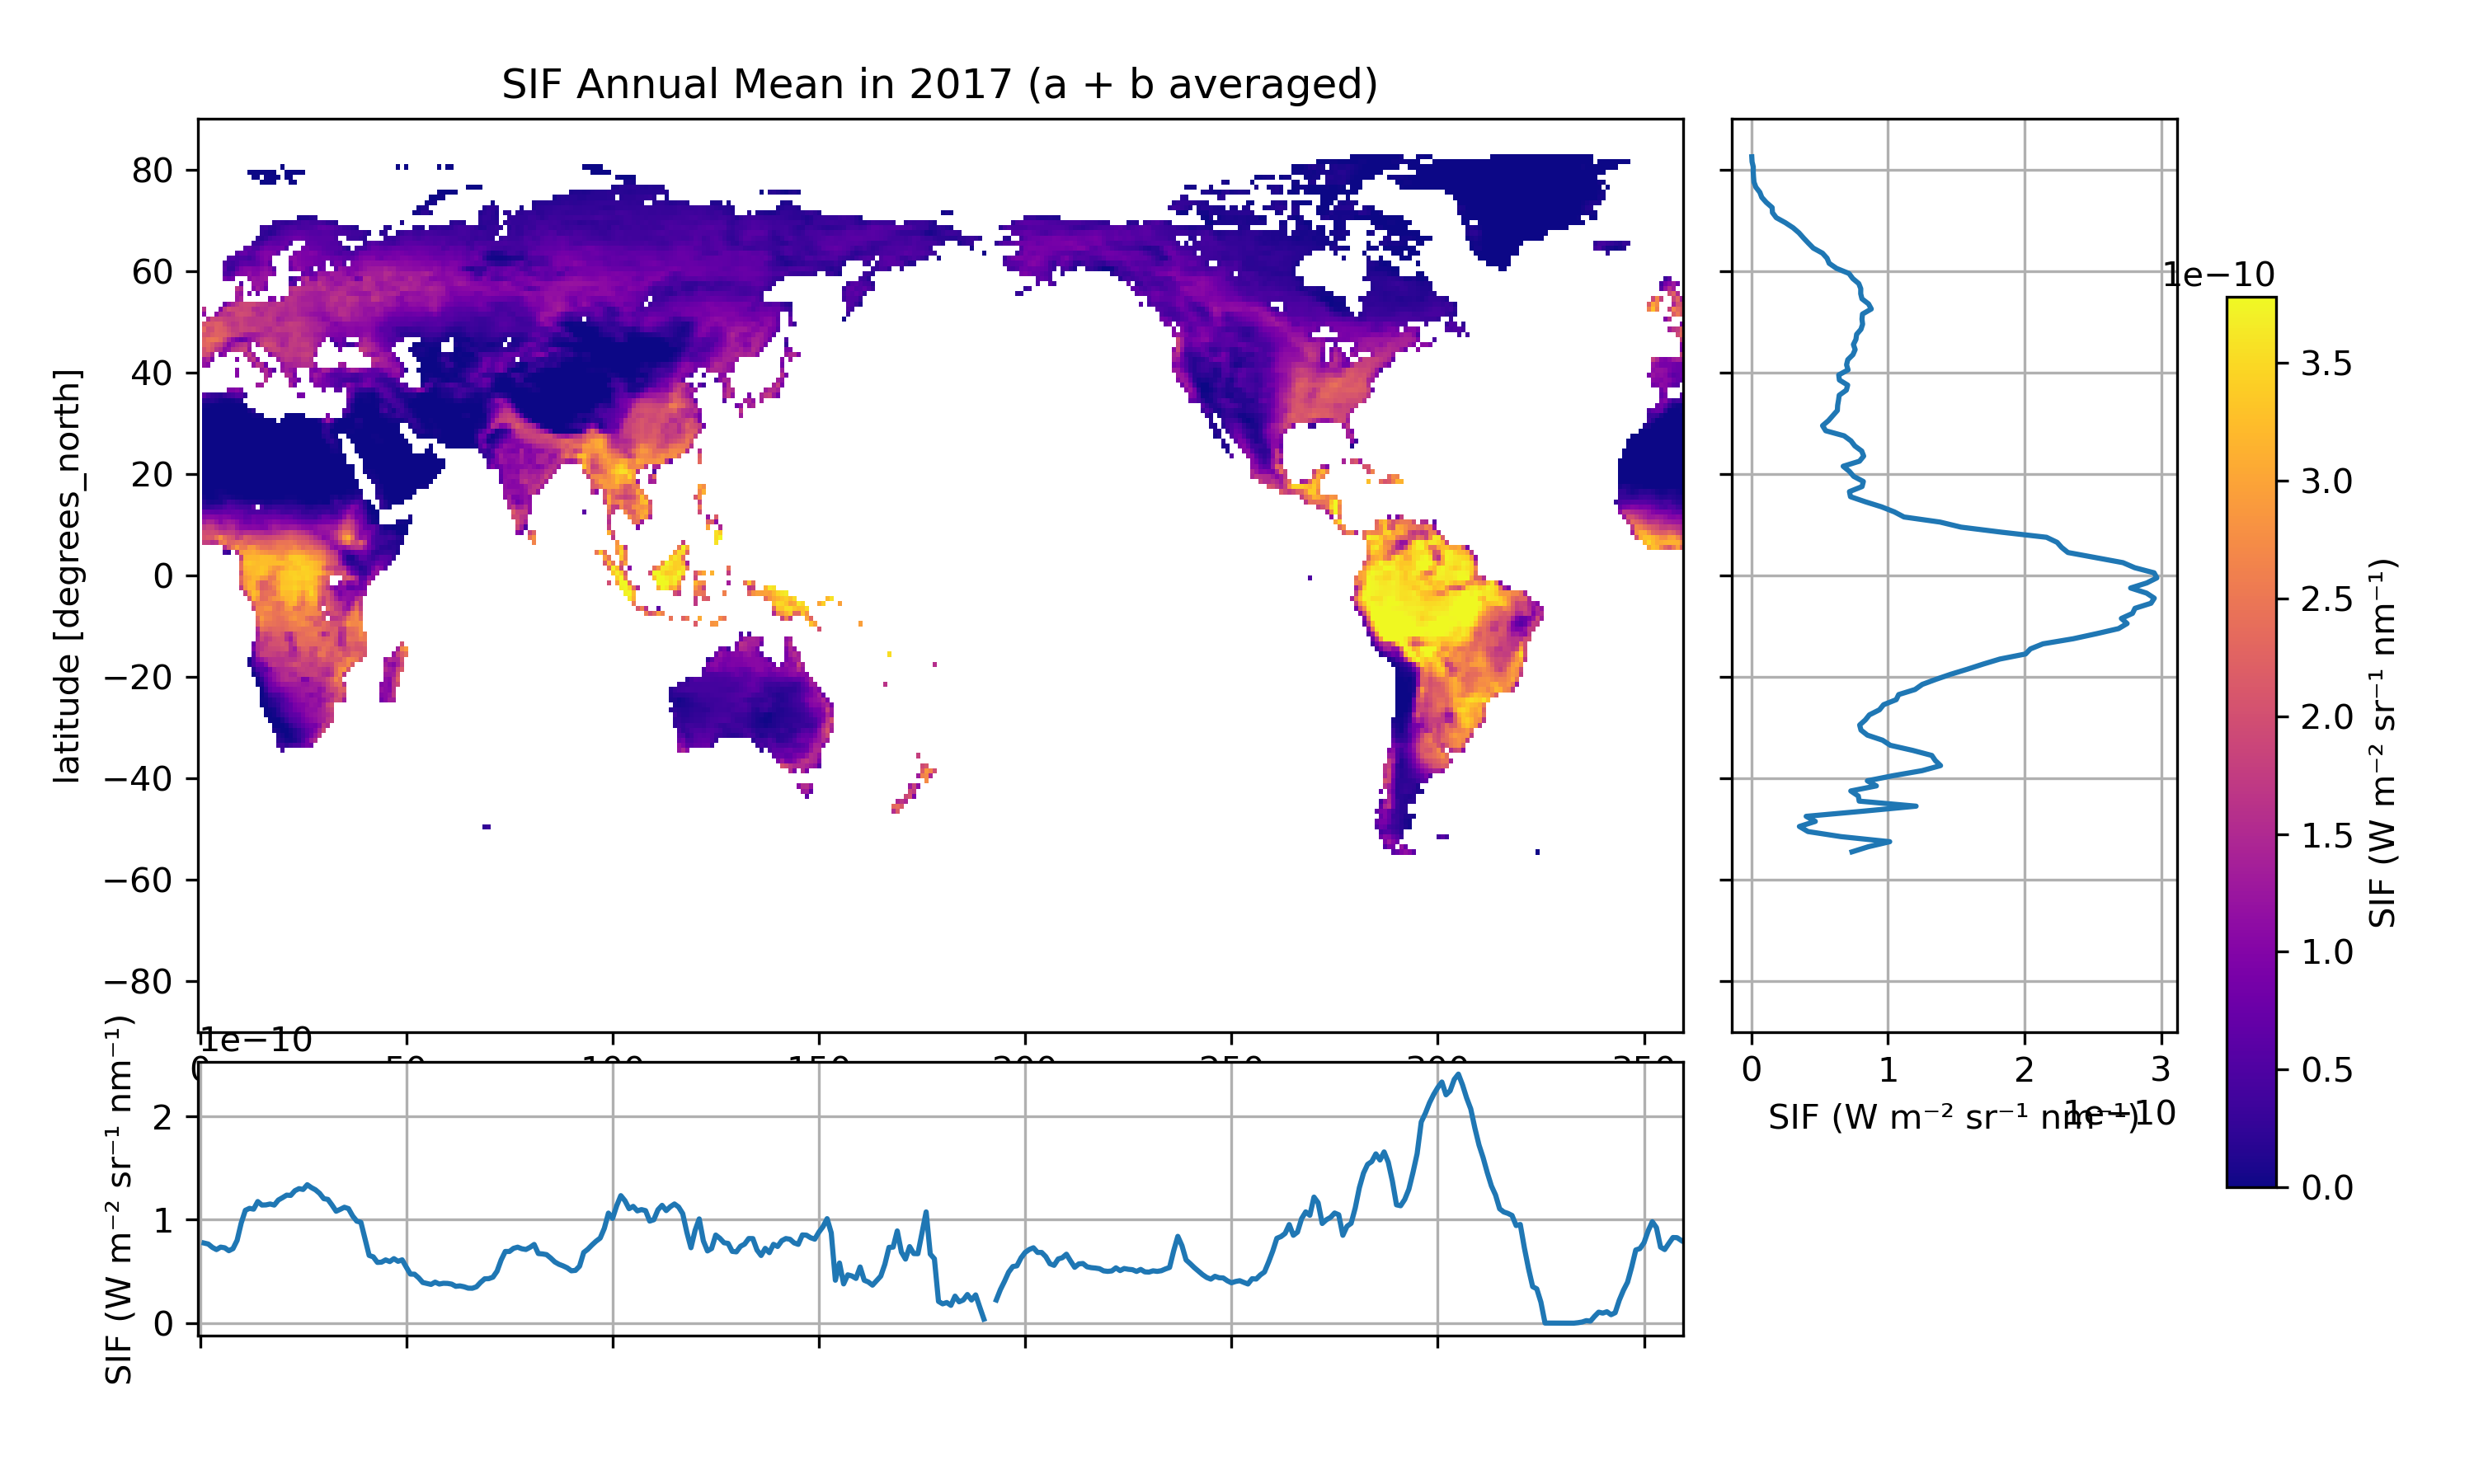 SIF Annual Mean in 2017 (a + b averaged)
latitude [degrees_north]
80
60
40
20
0
−20
−40
−60
−80
0 50 100 150 200 250 300 350
1e−10
SIF (W m⁻² sr⁻¹ nm⁻¹)
2
1
0
0 1 2 3
SIF (W m⁻² sr⁻¹ nm⁻¹)
1e−10
1e−10
3.5
3.0
2.5
2.0
1.5
1.0
0.5
0.0
SIF (W m⁻² sr⁻¹ nm⁻¹)